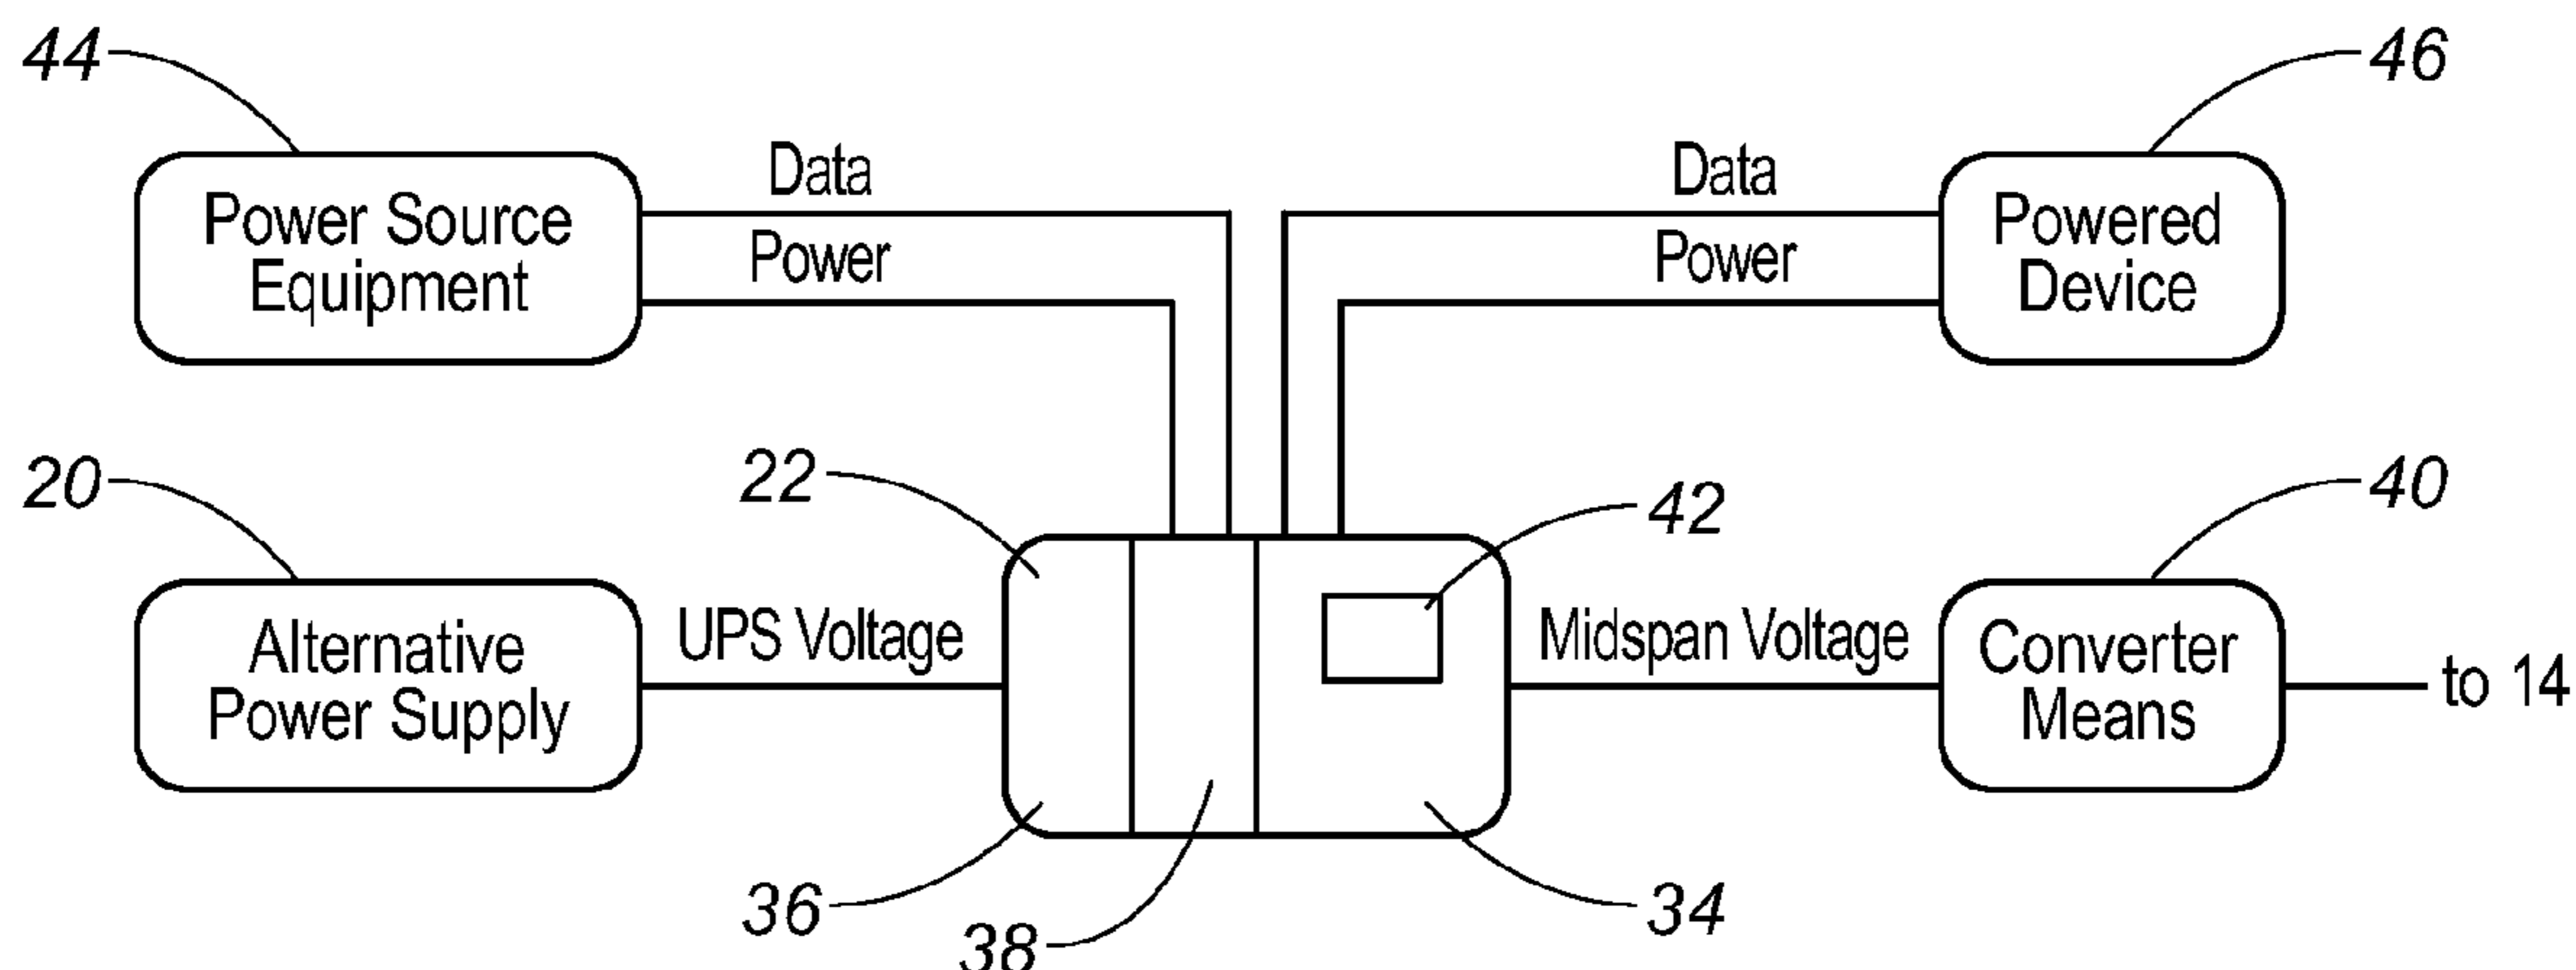 44
46
Data
Data
Power Source
Equipment
Power
Power
Powered
Device
20
22
42
40
Alternative
Power Supply
UPS Voltage
Midspan Voltage
Converter
Means
to 14
36
38
34